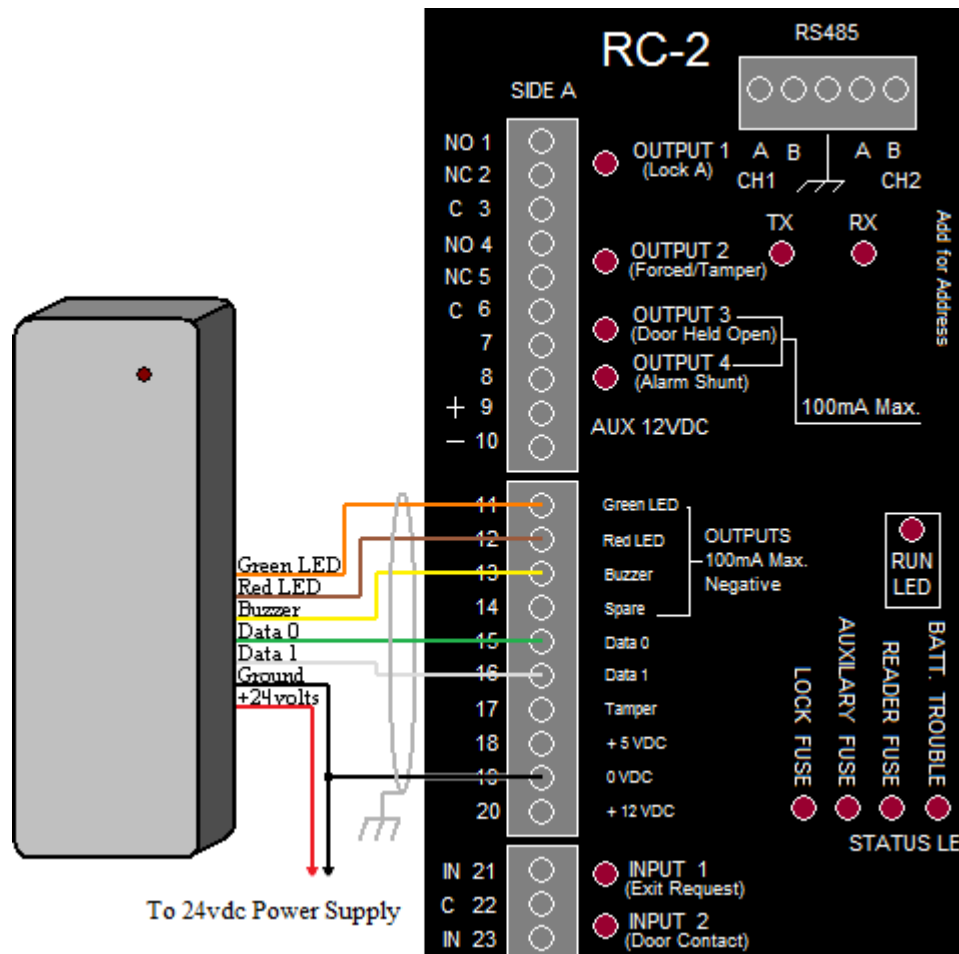 RC-2
RS485
SIDE A
NO 1
NC 2
C 3
NO 4
NC 5
C 6
7
8
+ 9
− 10
OUTPUT 1
(Lock A)
A B A B
CH1 CH2
TX RX
OUTPUT 2
(Forced/Tamper)
OUTPUT 3
(Door Held Open)
OUTPUT 4
(Alarm Shunt)
100mA Max.
AUX 12VDC
Add for Address
11 Green LED
12 Red LED
13 Buzzer
14 Spare
15 Data 0
16 Data 1
17 Tamper
18 + 5 VDC
19 0 VDC
20 + 12 VDC
OUTPUTS
100mA Max.
Negative
RUN
LED
LOCK FUSE
AUXILARY FUSE
READER FUSE
BATT. TROUBLE
STATUS LE
Green LED
Red LED
Buzzer
Data 0
Data 1
Ground
+24volts
To 24vdc Power Supply
IN 21
C 22
IN 23
INPUT 1
(Exit Request)
INPUT 2
(Door Contact)